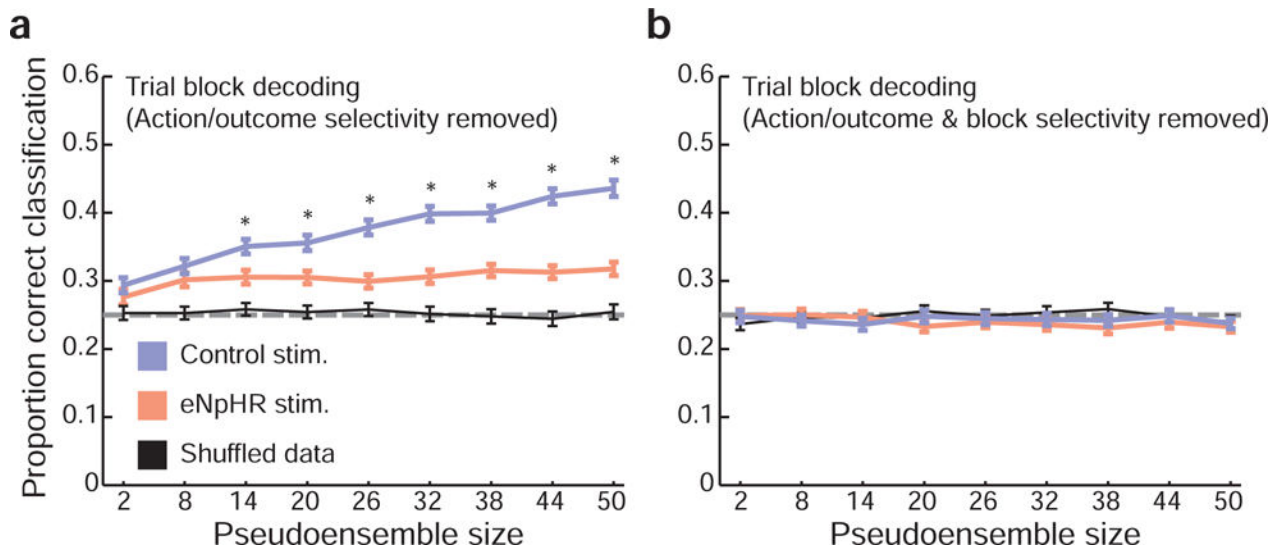 a
Proportion correct classification
0.6
0.5
0.4
0.3
0.2
0.1
0
Trial block decoding
(Action/outcome selectivity removed)
* * * * * * *
Control stim.
eNpHR stim.
Shuffled data
2 8 14 20 26 32 38 44 50
Pseudoensemble size
b
0.6
0.5
0.4
0.3
0.2
0.1
0
Trial block decoding
(Action/outcome & block selectivity removed)
2 8 14 20 26 32 38 44 50
Pseudoensemble size